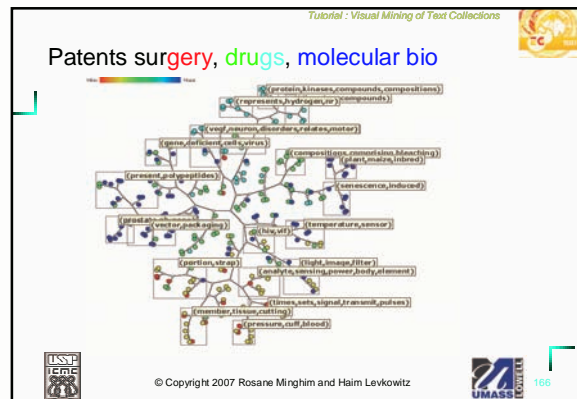 Tutorial : Visual Mining of Text Collections
Patents surgery, drugs, molecular bio
(protein,kinases,compounds,compositions)
compounds)
(represents,hydrogen,nr)
(vegf,neuron,disorders,relates,motor)
(gene,deficient,cells,virus)
(compositions,comprising,bleaching)
(plant,maize,inbred)
(present,polypeptides)
(senescence,induced)
(vector,packaging)
(temperature,sensor)
(hiv,vif)
(portion,strap)
(light,image,filter)
(analyte,sensing,power,body,element)
(times,sets,signal,transmit,pulses)
(member,tissue,cutting)
(pressure,cuff,blood)
© Copyright 2007 Rosane Minghim and Haim Levkowitz
UMASS
LOWELL
166